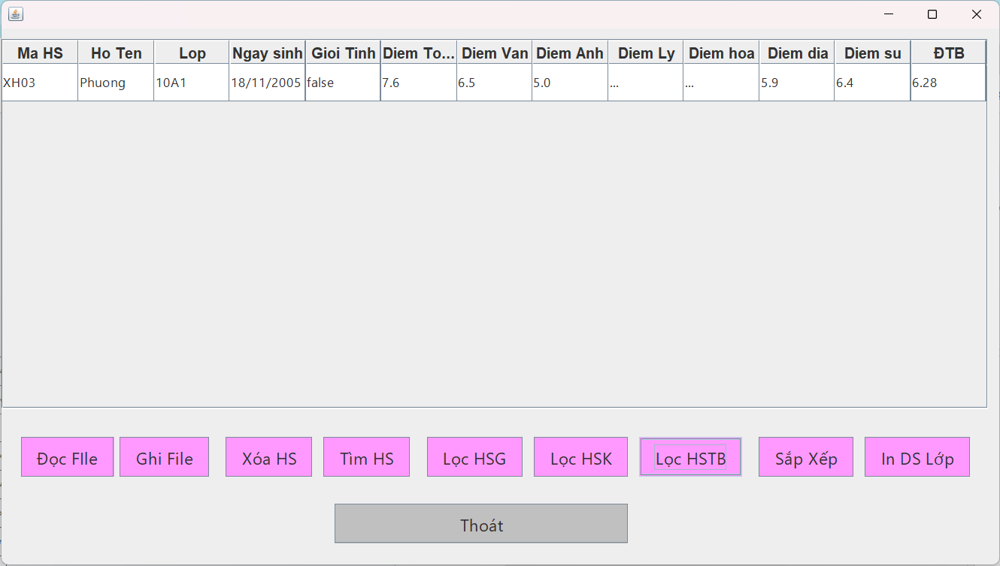 Ma HS Ho Ten Lop Ngay sinh Gioi Tinh Diem To... Diem Van Diem Anh Diem Ly Diem hoa Diem dia Diem su ĐTB
XH03 Phuong 10A1 18/11/2005 false 7.6 6.5 5.0 ... ... 5.9 6.4 6.28
Đọc FIle Ghi File Xóa HS Tìm HS Lọc HSG Lọc HSK Lọc HSTB Sắp Xếp In DS Lớp
Thoát